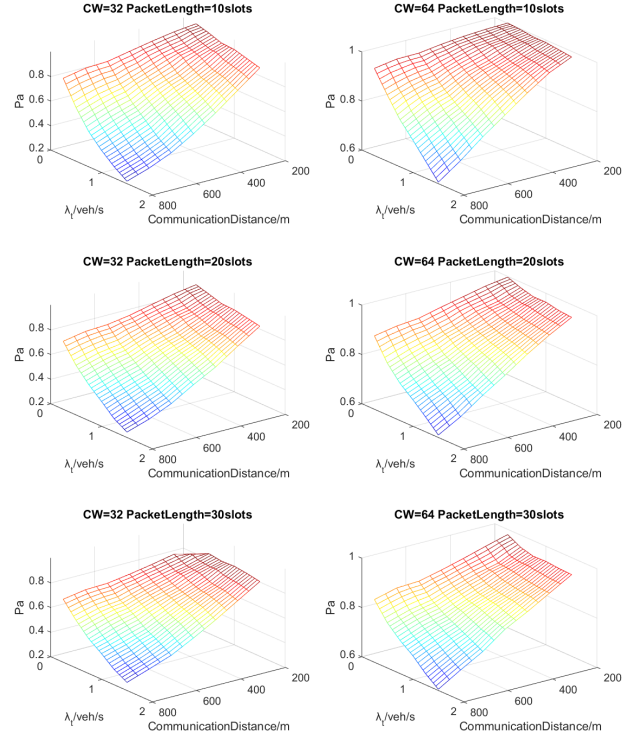 CW=32 PacketLength=10slots
0.8
0.6
0.4
0.2
Pa
0
1
2
λt/veh/s
800
600
400
200
CommunicationDistance/m
CW=64 PacketLength=10slots
1
0.8
0.6
Pa
0
1
2
λt/veh/s
800
600
400
200
CommunicationDistance/m
CW=32 PacketLength=20slots
0.8
0.6
0.4
0.2
Pa
0
1
2
λt/veh/s
800
600
400
200
CommunicationDistance/m
CW=64 PacketLength=20slots
1
0.8
0.6
Pa
0
1
2
λt/veh/s
800
600
400
200
CommunicationDistance/m
CW=32 PacketLength=30slots
0.8
0.6
0.4
0.2
Pa
0
1
2
λt/veh/s
800
600
400
200
CommunicationDistance/m
CW=64 PacketLength=30slots
1
0.8
0.6
Pa
0
1
2
λt/veh/s
800
600
400
200
CommunicationDistance/m